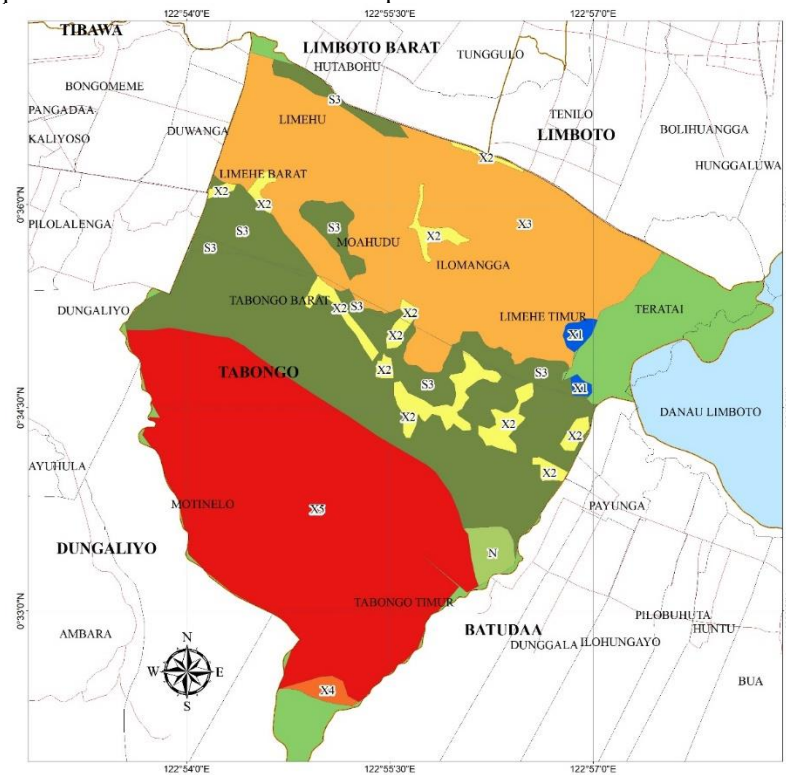 122°54'0"E
122°55'30"E
122°57'0"E
TIBAWA
LIMBOTO BARAT
HUTABOHU
TUNGGULO
BONGOMEME
S3
PANGADAA
LIMEHU
TENILO
KALIYOSO
DUWANGA
LIMBOTO
BOLIHUANGGA
X2
HUNGGALUWA
LIMEHE BARAT
X2
X2
0°36'0"N
X3
PILOLALENGA
S3
S3
S3
MOAHUDU
X2
ILOMANGGA
TABONGO BARAT
DUNGALIYO
X2
S3
X2
LIMEHE TIMUR
TERATAI
X2
X1
TABONGO
X2
S3
S3
X1
0°34'30"N
X2
X2
X2
DANAU LIMBOTO
AYUHULA
X2
MOTINELO
X5
PAYUNGA
DUNGALIYO
N
0°33'0"N
TABONGO TIMUR
PILOBUHUTA
BATUDAA
HUNTU
AMBARA
DUNGGALA
ILOHUNGAYO
N
W
E
S
X4
BUA
122°54'0"E
122°55'30"E
122°57'0"E